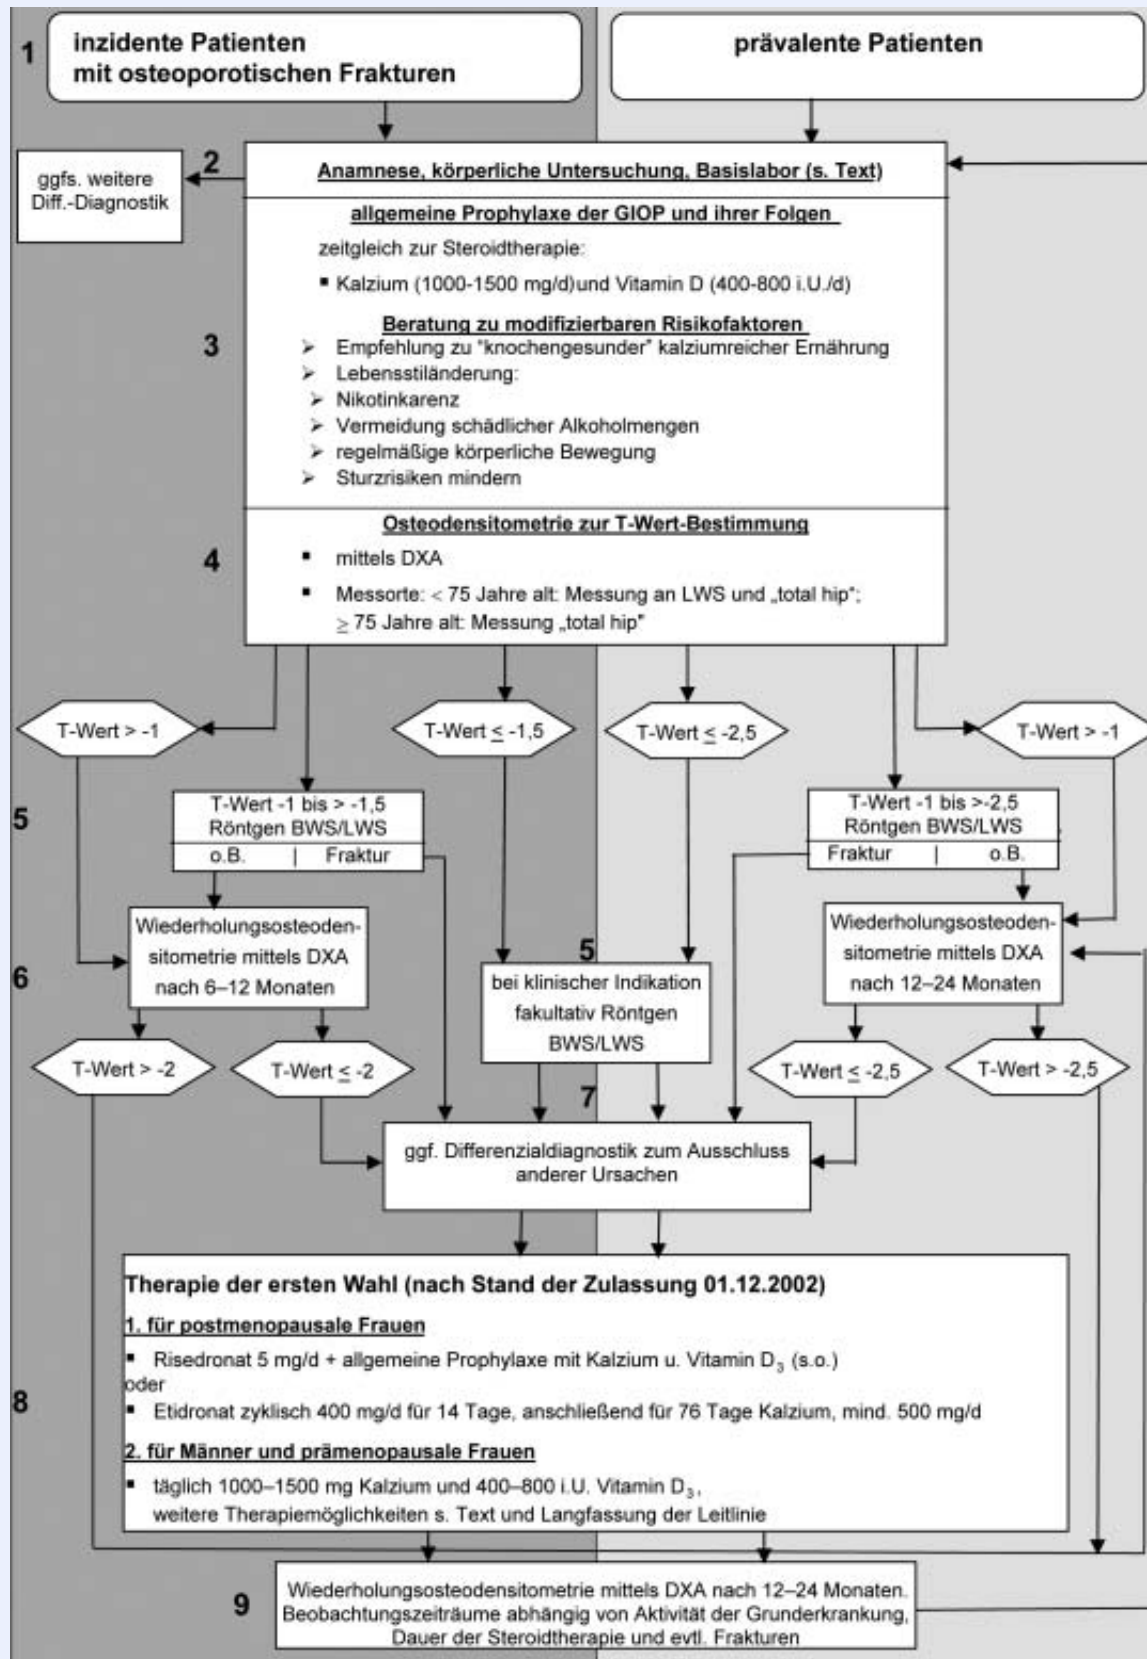 1
inzidente Patienten
mit osteoporotischen Frakturen
prävalente Patienten
2
ggfs. weitere
Diff.-Diagnostik
Anamnese, körperliche Untersuchung, Basislabor (s. Text)
allgemeine Prophylaxe der GIOP und ihrer Folgen
zeitgleich zur Steroidtherapie:
▪ Kalzium (1000-1500 mg/d)und Vitamin D (400-800 i.U./d)
3
Beratung zu modifizierbaren Risikofaktoren
➢ Empfehlung zu "knochengesunder" kalziumreicher Ernährung
➢ Lebensstiländerung:
➢ Nikotinkarenz
➢ Vermeidung schädlicher Alkoholmengen
➢ regelmäßige körperliche Bewegung
➢ Sturzrisiken mindern
4
Osteodensitometrie zur T-Wert-Bestimmung
▪ mittels DXA
▪ Messorte: < 75 Jahre alt: Messung an LWS und „total hip“;
≥ 75 Jahre alt: Messung „total hip"
T-Wert > -1
T-Wert ≤ -1,5
T-Wert ≤ -2,5
T-Wert > -1
5
T-Wert -1 bis > -1,5
Röntgen BWS/LWS
o.B. | Fraktur
T-Wert -1 bis >-2,5
Röntgen BWS/LWS
Fraktur | o.B.
6
Wiederholungsosteoden-
sitometrie mittels DXA
nach 6–12 Monaten
5
bei klinischer Indikation
fakultativ Röntgen
BWS/LWS
Wiederholungsosteoden-
sitometrie mittels DXA
nach 12–24 Monaten
T-Wert > -2
T-Wert ≤ -2
T-Wert ≤ -2,5
T-Wert > -2,5
7
ggf. Differenzialdiagnostik zum Ausschluss
anderer Ursachen
8
Therapie der ersten Wahl (nach Stand der Zulassung 01.12.2002)
1. für postmenopausale Frauen
▪ Risedronat 5 mg/d + allgemeine Prophylaxe mit Kalzium u. Vitamin D₃ (s.o.)
oder
▪ Etidronat zyklisch 400 mg/d für 14 Tage, anschließend für 76 Tage Kalzium, mind. 500 mg/d
2. für Männer und prämenopausale Frauen
▪ täglich 1000–1500 mg Kalzium und 400–800 i.U. Vitamin D₃,
weitere Therapiemöglichkeiten s. Text und Langfassung der Leitlinie
9
Wiederholungsosteodensitometrie mittels DXA nach 12–24 Monaten.
Beobachtungszeiträume abhängig von Aktivität der Grunderkrankung,
Dauer der Steroidtherapie und evtl. Frakturen